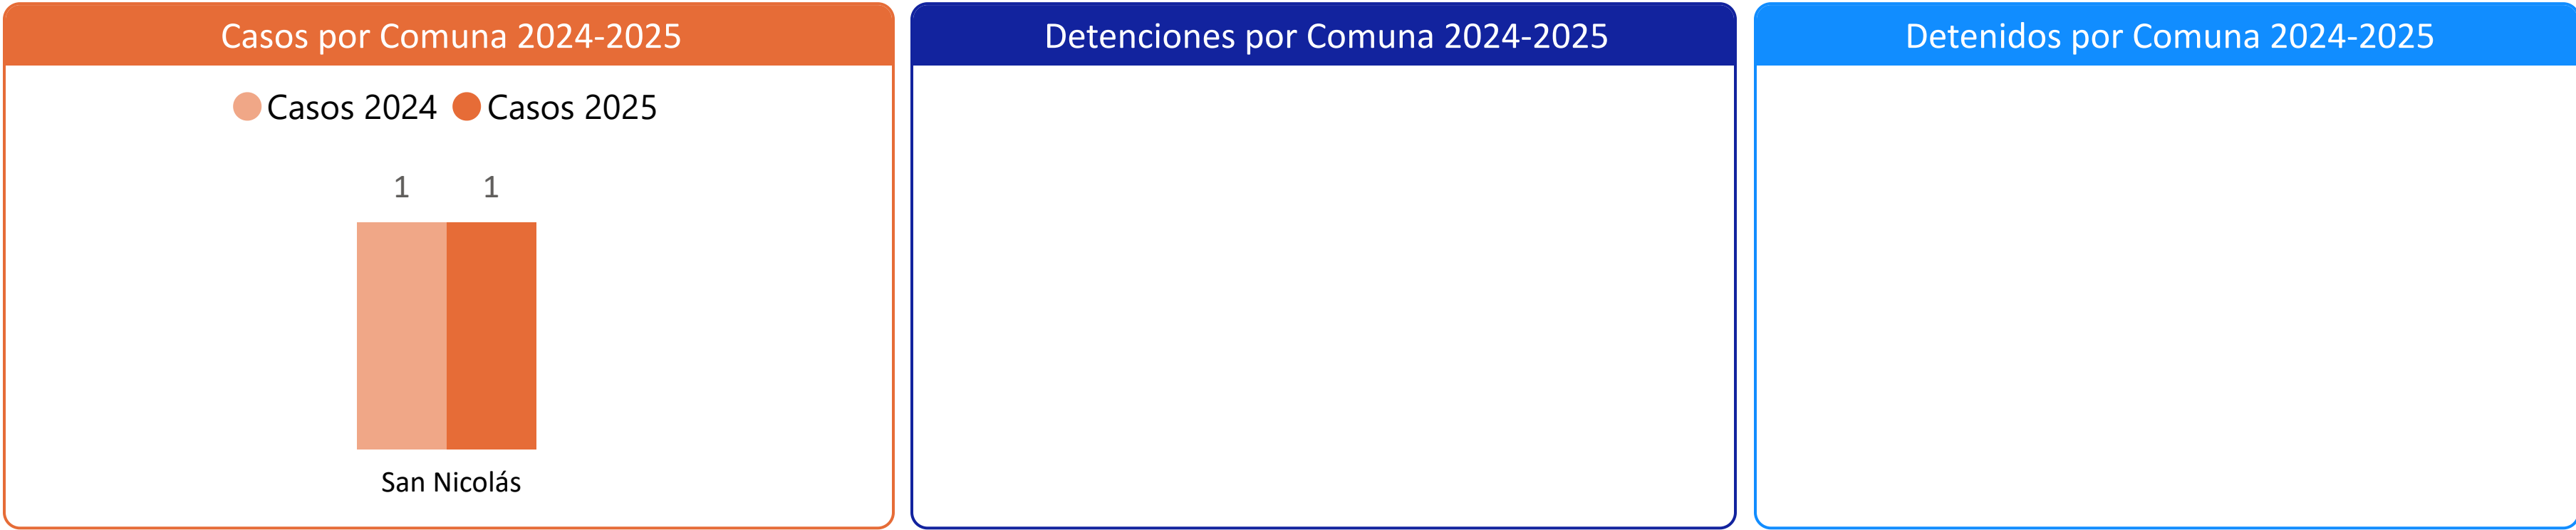 Casos por Comuna 2024-2025
Casos 2024 Casos 2025
1 1
San Nicolás
Detenciones por Comuna 2024-2025
Detenidos por Comuna 2024-2025